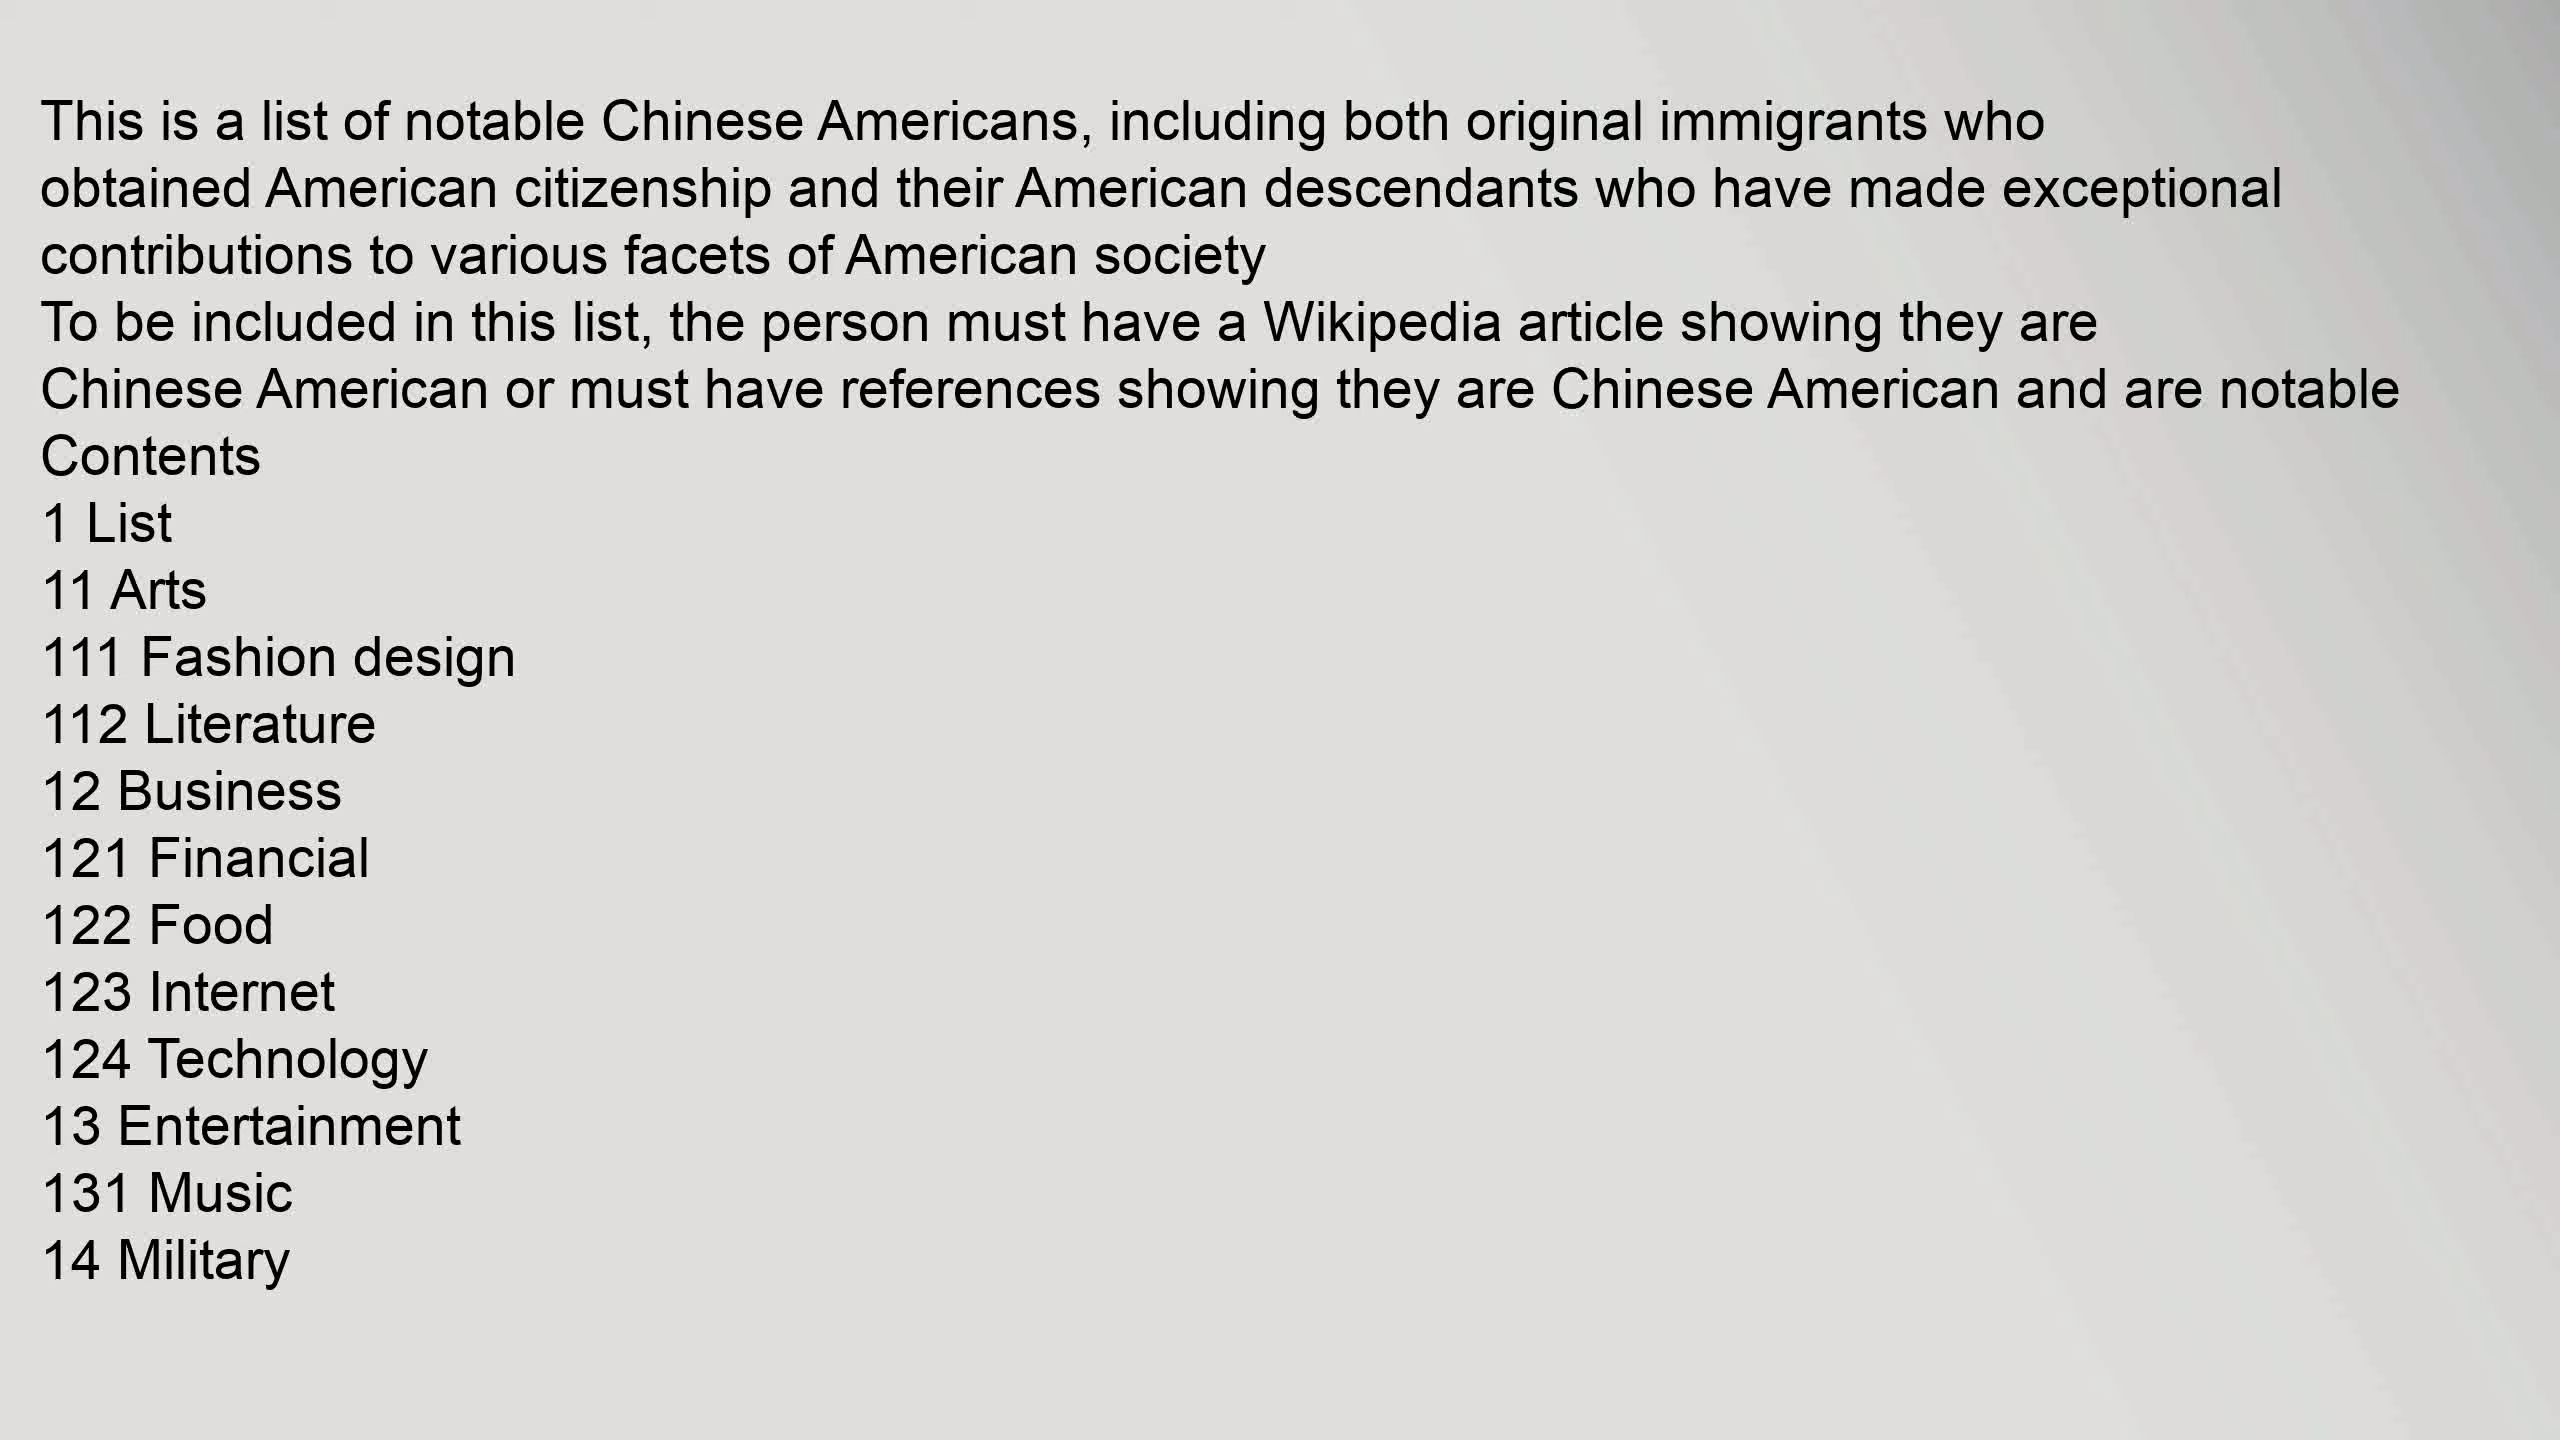 This is a list of notable Chinese Americans, including both original immigrants who
obtained American citizenship and their American descendants who have made exceptional
contributions to various facets of American society
To be included in this list, the person must have a Wikipedia article showing they are
Chinese American or must have references showing they are Chinese American and are notable
Contents
1 List
11 Arts
111 Fashion design
112 Literature
12 Business
121 Financial
122 Food
123 Internet
124 Technology
13 Entertainment
131 Music
14 Military